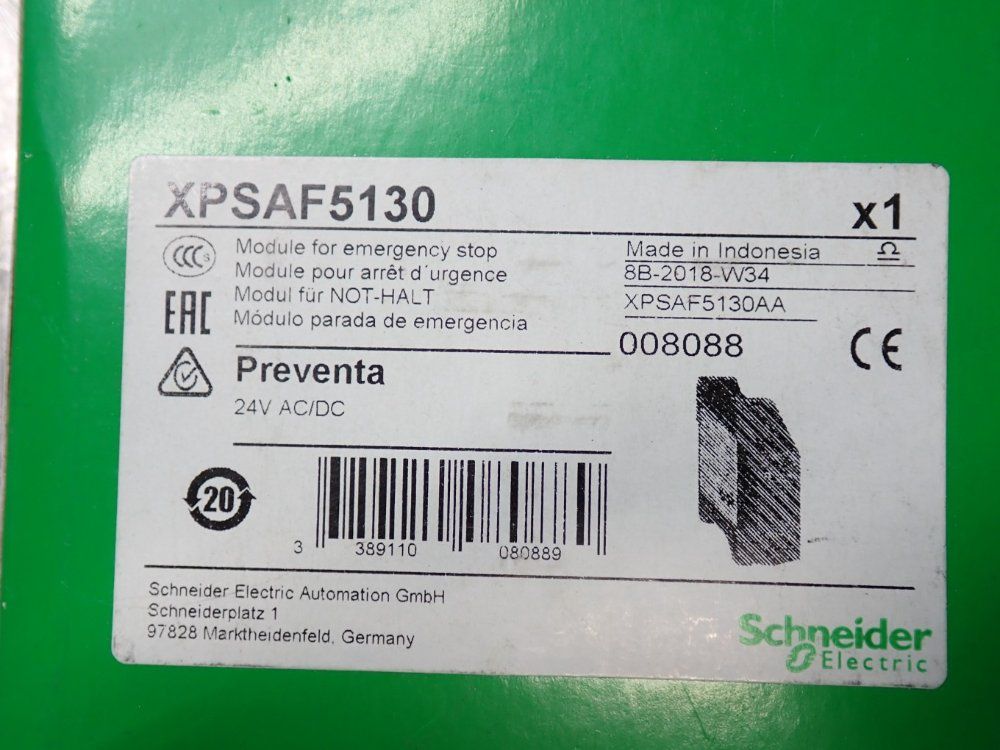 XPSAF5130
x1
CCC S
Module for emergency stop
Module pour arrêt d´urgence
Modul für NOT-HALT
Módulo parada de emergencia
Made in Indonesia Ω
8B-2018-W34
XPSAF5130AA
008088
EAC
CE
Preventa
24V AC/DC
20
3 389110 080889
Schneider Electric Automation GmbH
Schneiderplatz 1
97828 Marktheidenfeld, Germany
Schneider
Electric